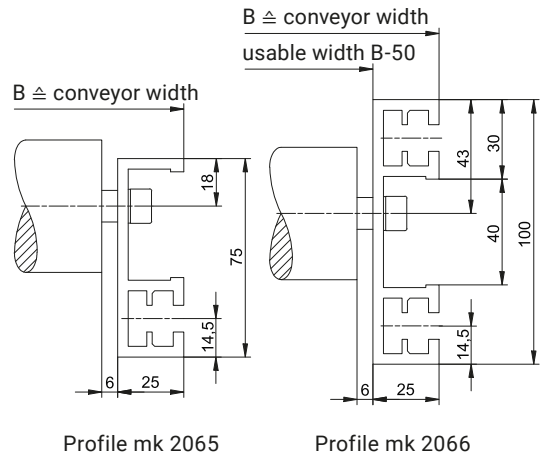 B ≙ conveyor width
usable width B-50
B ≙ conveyor width
18
75
14,5
6
25
43
30
40
100
14,5
6
25
Profile mk 2065
Profile mk 2066